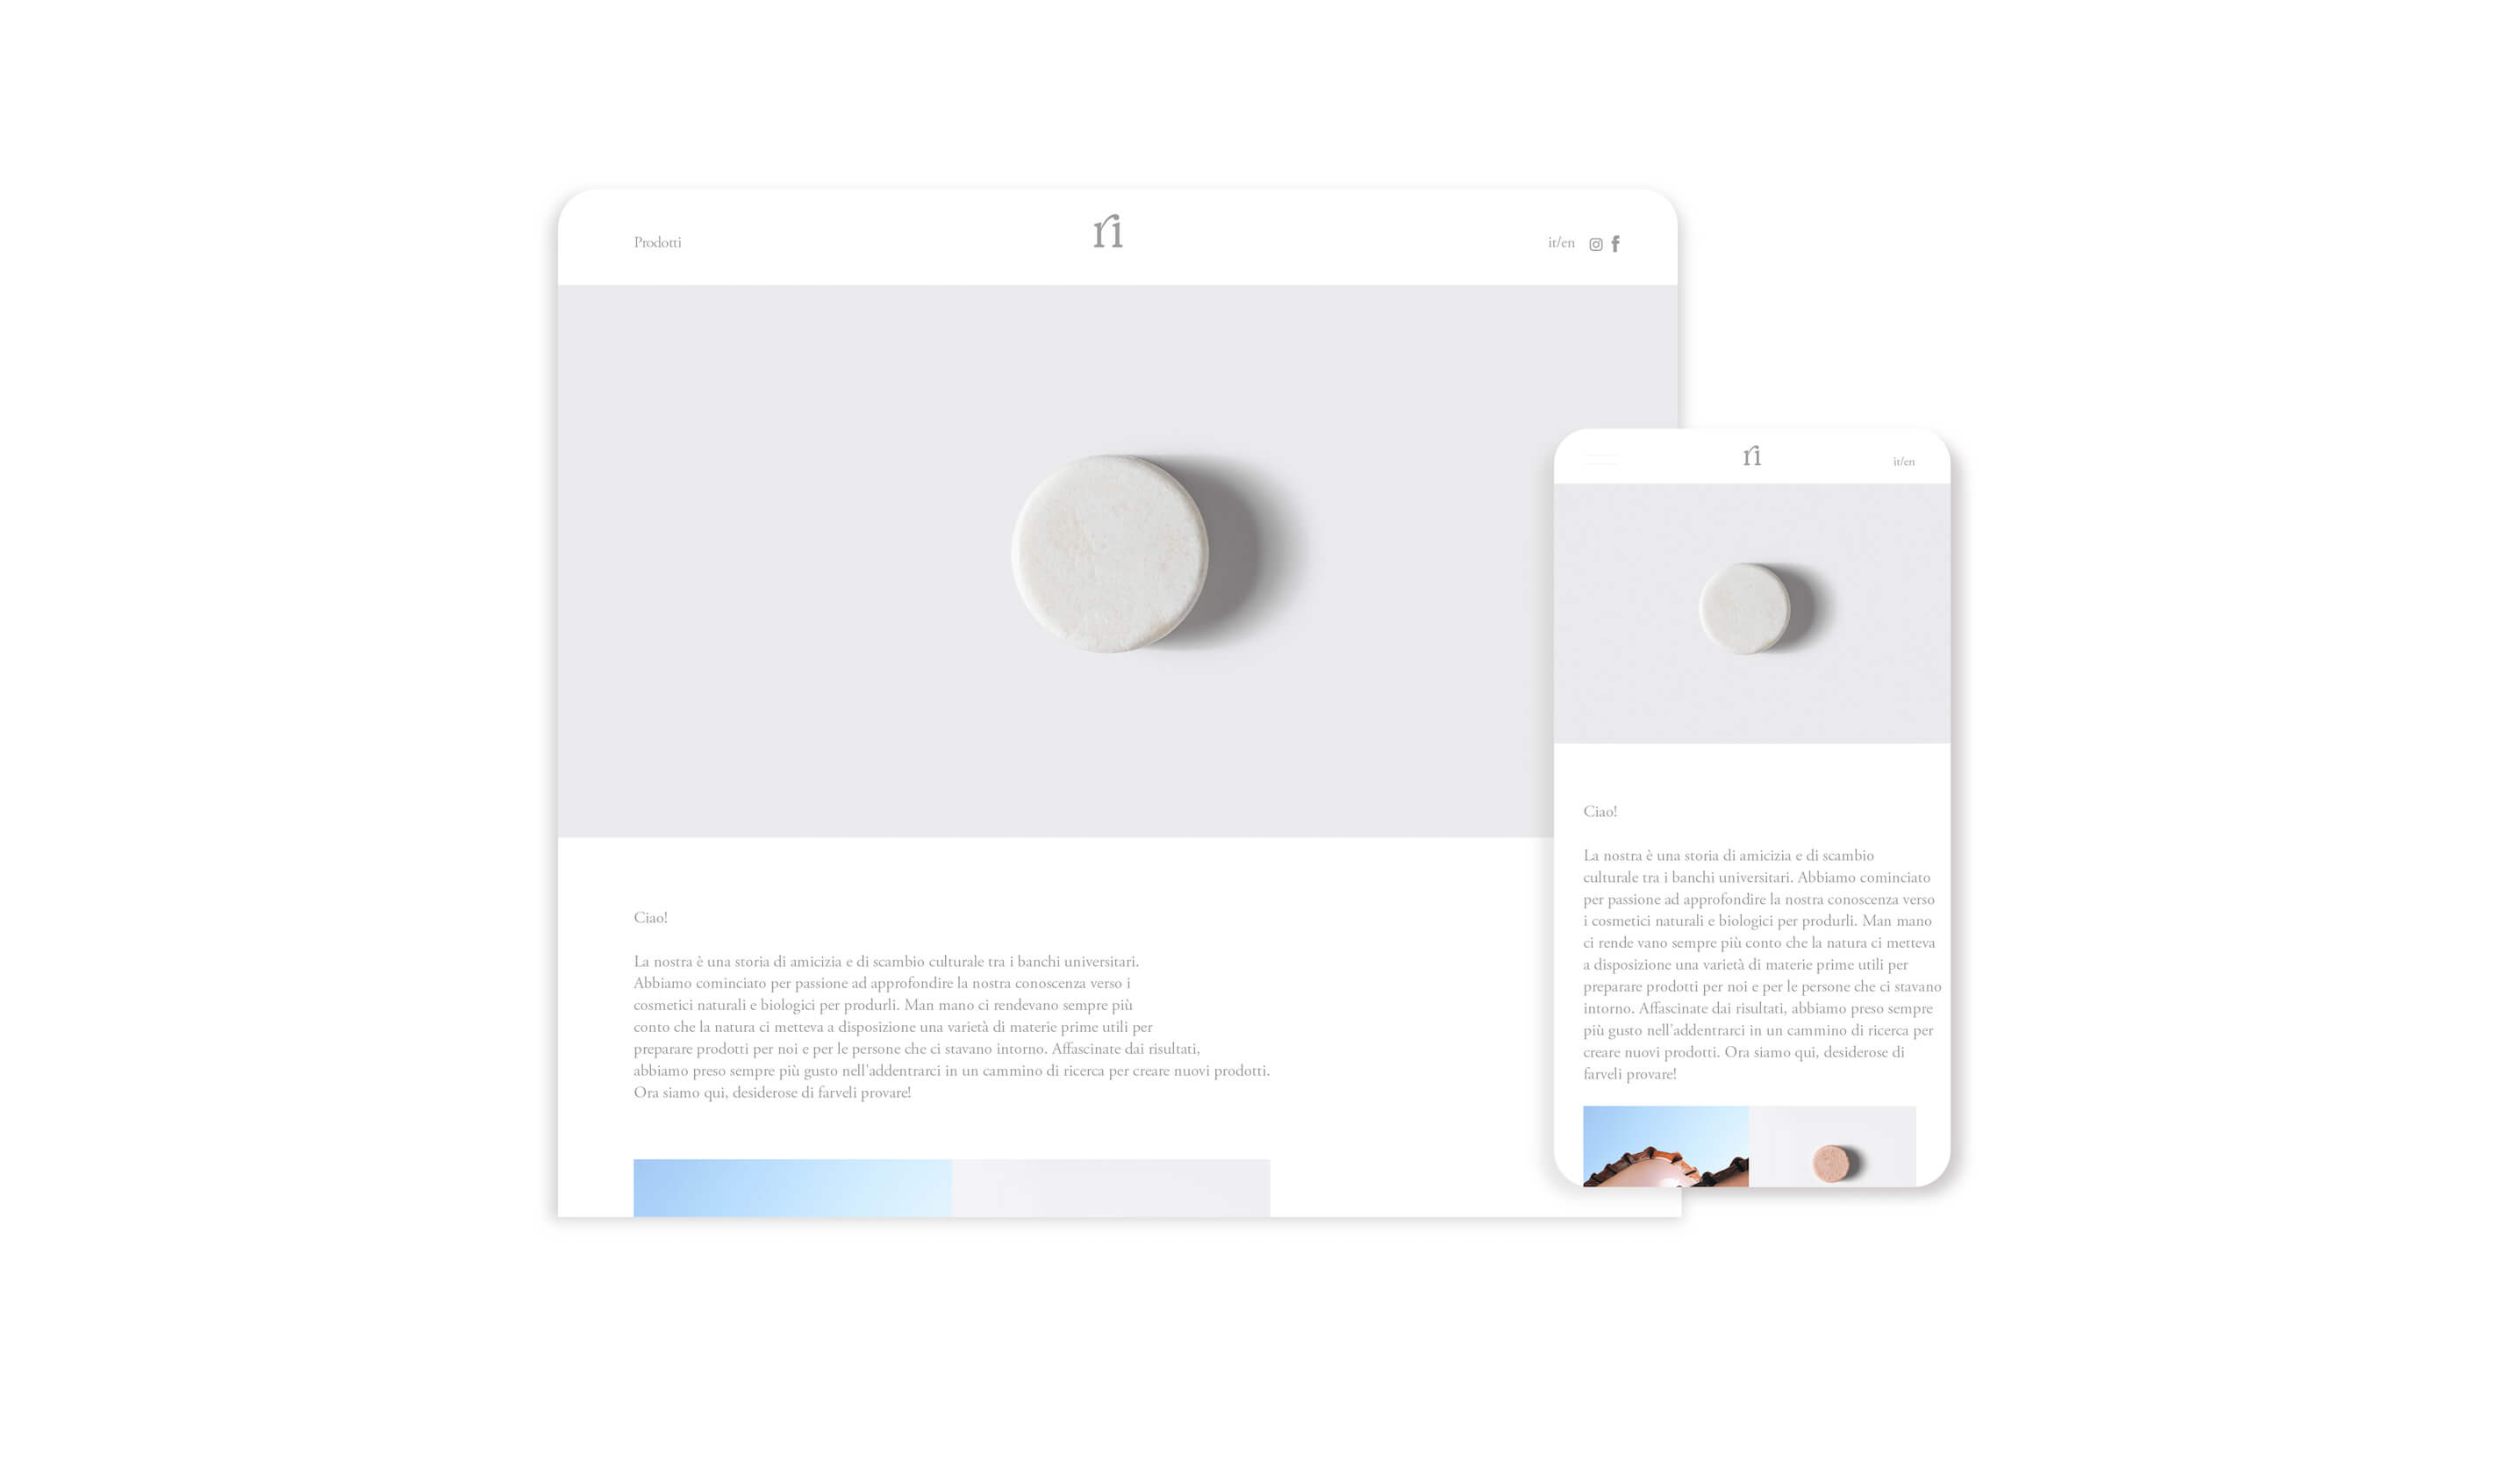 Prodotti
ri
it/en
Ciao!
La nostra è una storia di amicizia e di scambio culturale tra i banchi universitari.
Abbiamo cominciato per passione ad approfondire la nostra conoscenza verso i
cosmetici naturali e biologici per produrli. Man mano ci rendevano sempre più
conto che la natura ci metteva a disposizione una varietà di materie prime utili per
preparare prodotti per noi e per le persone che ci stavano intorno. Affascinate dai risultati,
abbiamo preso sempre più gusto nell'addentrarci in un cammino di ricerca per creare nuovi prodotti.
Ora siamo qui, desiderose di farveli provare!
ri
it/en
Ciao!
La nostra è una storia di amicizia e di scambio
culturale tra i banchi universitari. Abbiamo cominciato
per passione ad approfondire la nostra conoscenza verso
i cosmetici naturali e biologici per produrli. Man mano
ci rende vano sempre più conto che la natura ci metteva
a disposizione una varietà di materie prime utili per
preparare prodotti per noi e per le persone che ci stavano
intorno. Affascinate dai risultati, abbiamo preso sempre
più gusto nell'addentrarci in un cammino di ricerca per
creare nuovi prodotti. Ora siamo qui, desiderose di
farveli provare!